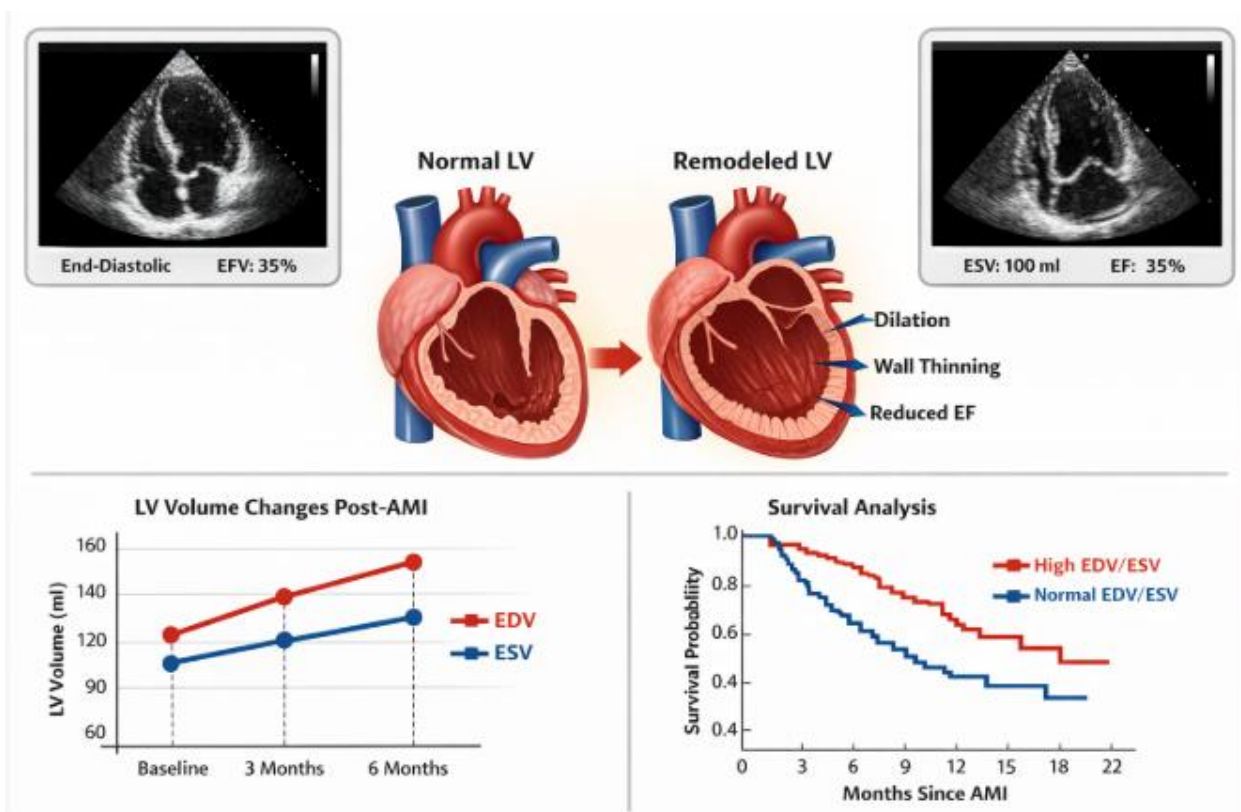 End-Diastolic EFV: 35%
Normal LV
Remodeled LV
ESV: 100 ml EF: 35%
Dilation
Wall Thinning
Reduced EF
LV Volume Changes Post-AMI
LV Volume (ml)
160
140
120
90
60
EDV
ESV
Baseline 3 Months 6 Months
Survival Analysis
Survival Probabliity
1.0
0.8
0.6
0.4
0.4
High EDV/ESV
Normal EDV/ESV
0 3 6 9 12 15 18 22
Months Since AMI